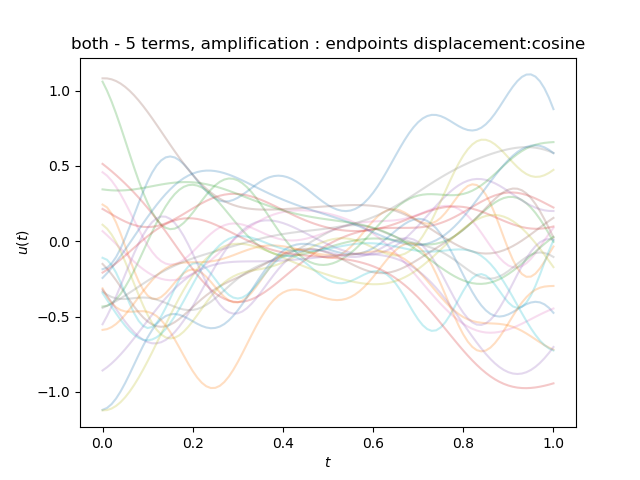 both - 5 terms, amplification : endpoints displacement:cosine
1.0
0.5
0.0
−0.5
−1.0
u(t)
0.0 0.2 0.4 0.6 0.8 1.0
t